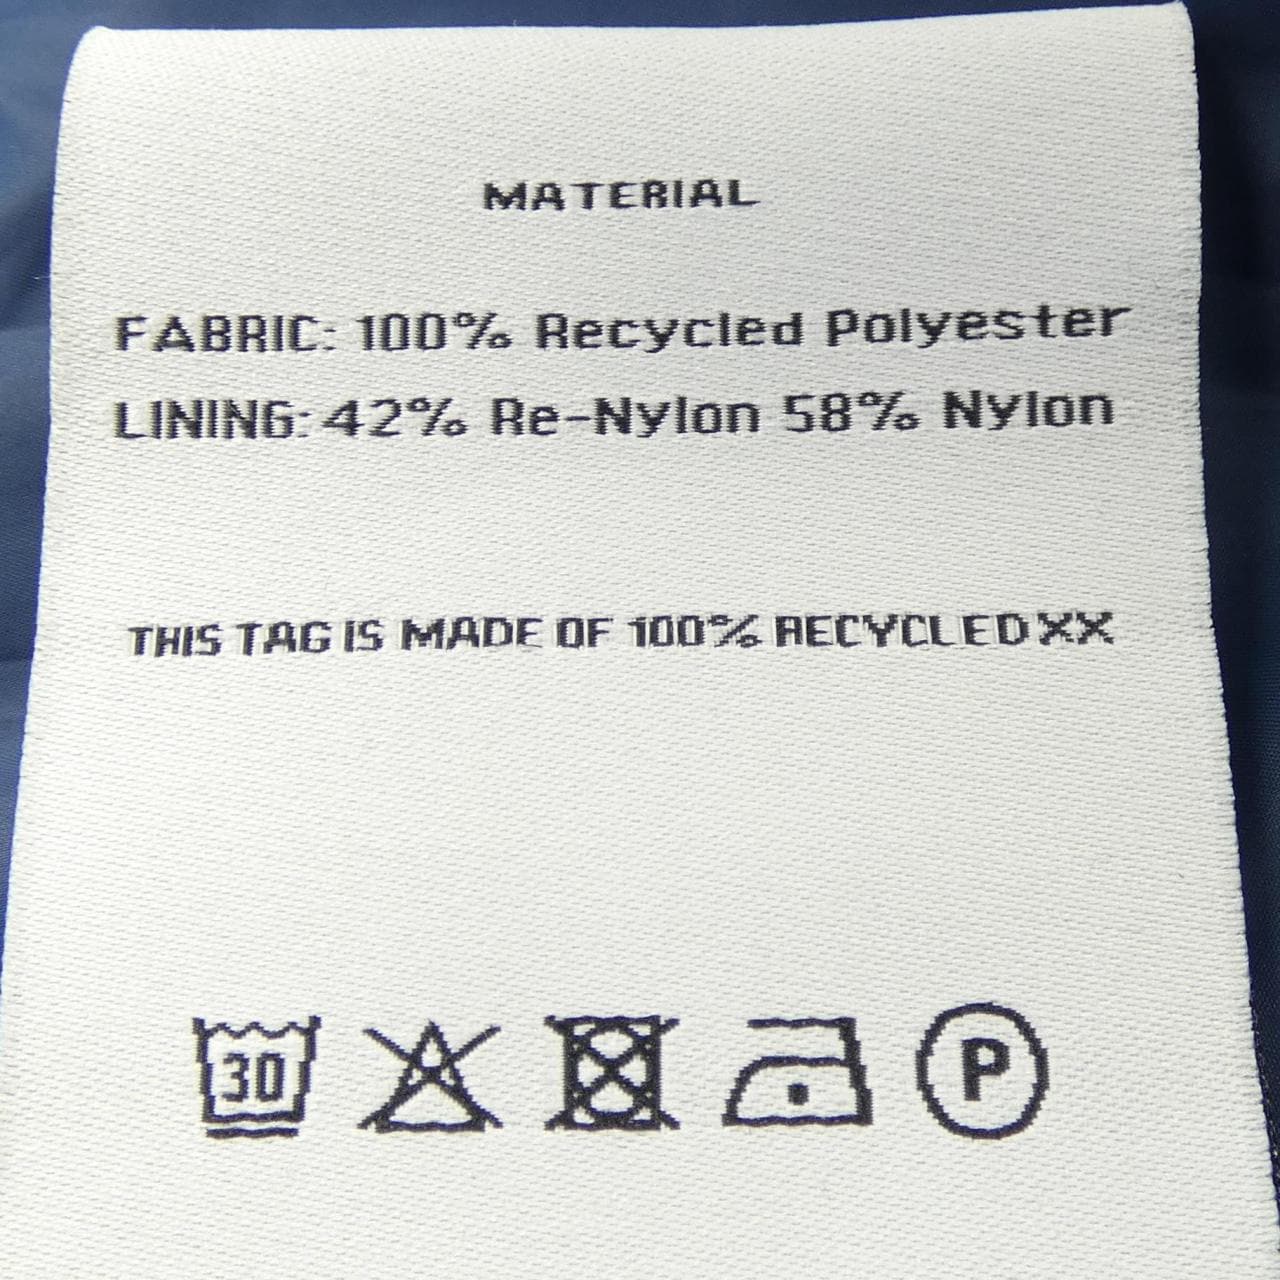 MATERIAL
FABRIC: 100% Recycled Polyester
LINING: 42% Re-Nylon 58% Nylon
THIS TAG IS MADE OF 100% RECYCLED XX
30
P